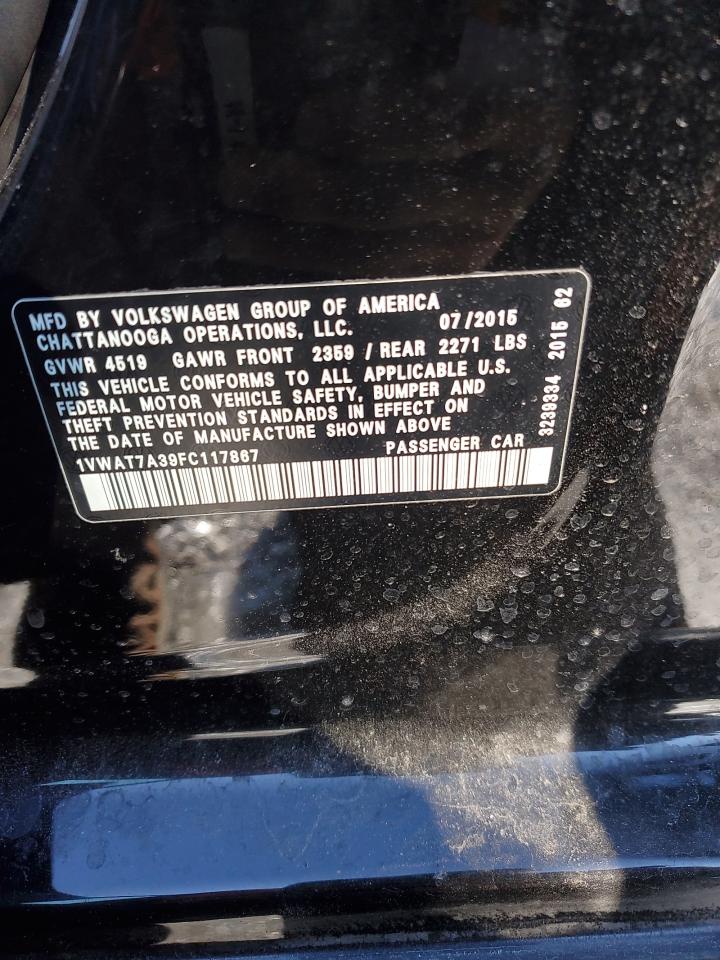 MFD BY VOLKSWAGEN GROUP OF AMERICA
CHATTANOOGA OPERATIONS, LLC. 07/2015
GVWR 4519 GAWR FRONT 2359 / REAR 2271 LBS
THIS VEHICLE CONFORMS TO ALL APPLICABLE U.S.
FEDERAL MOTOR VEHICLE SAFETY, BUMPER AND
THEFT PREVENTION STANDARDS IN EFFECT ON
THE DATE OF MANUFACTURE SHOWN ABOVE
1VWAT7A39FC117867 PASSENGER CAR
3239334 2015 62